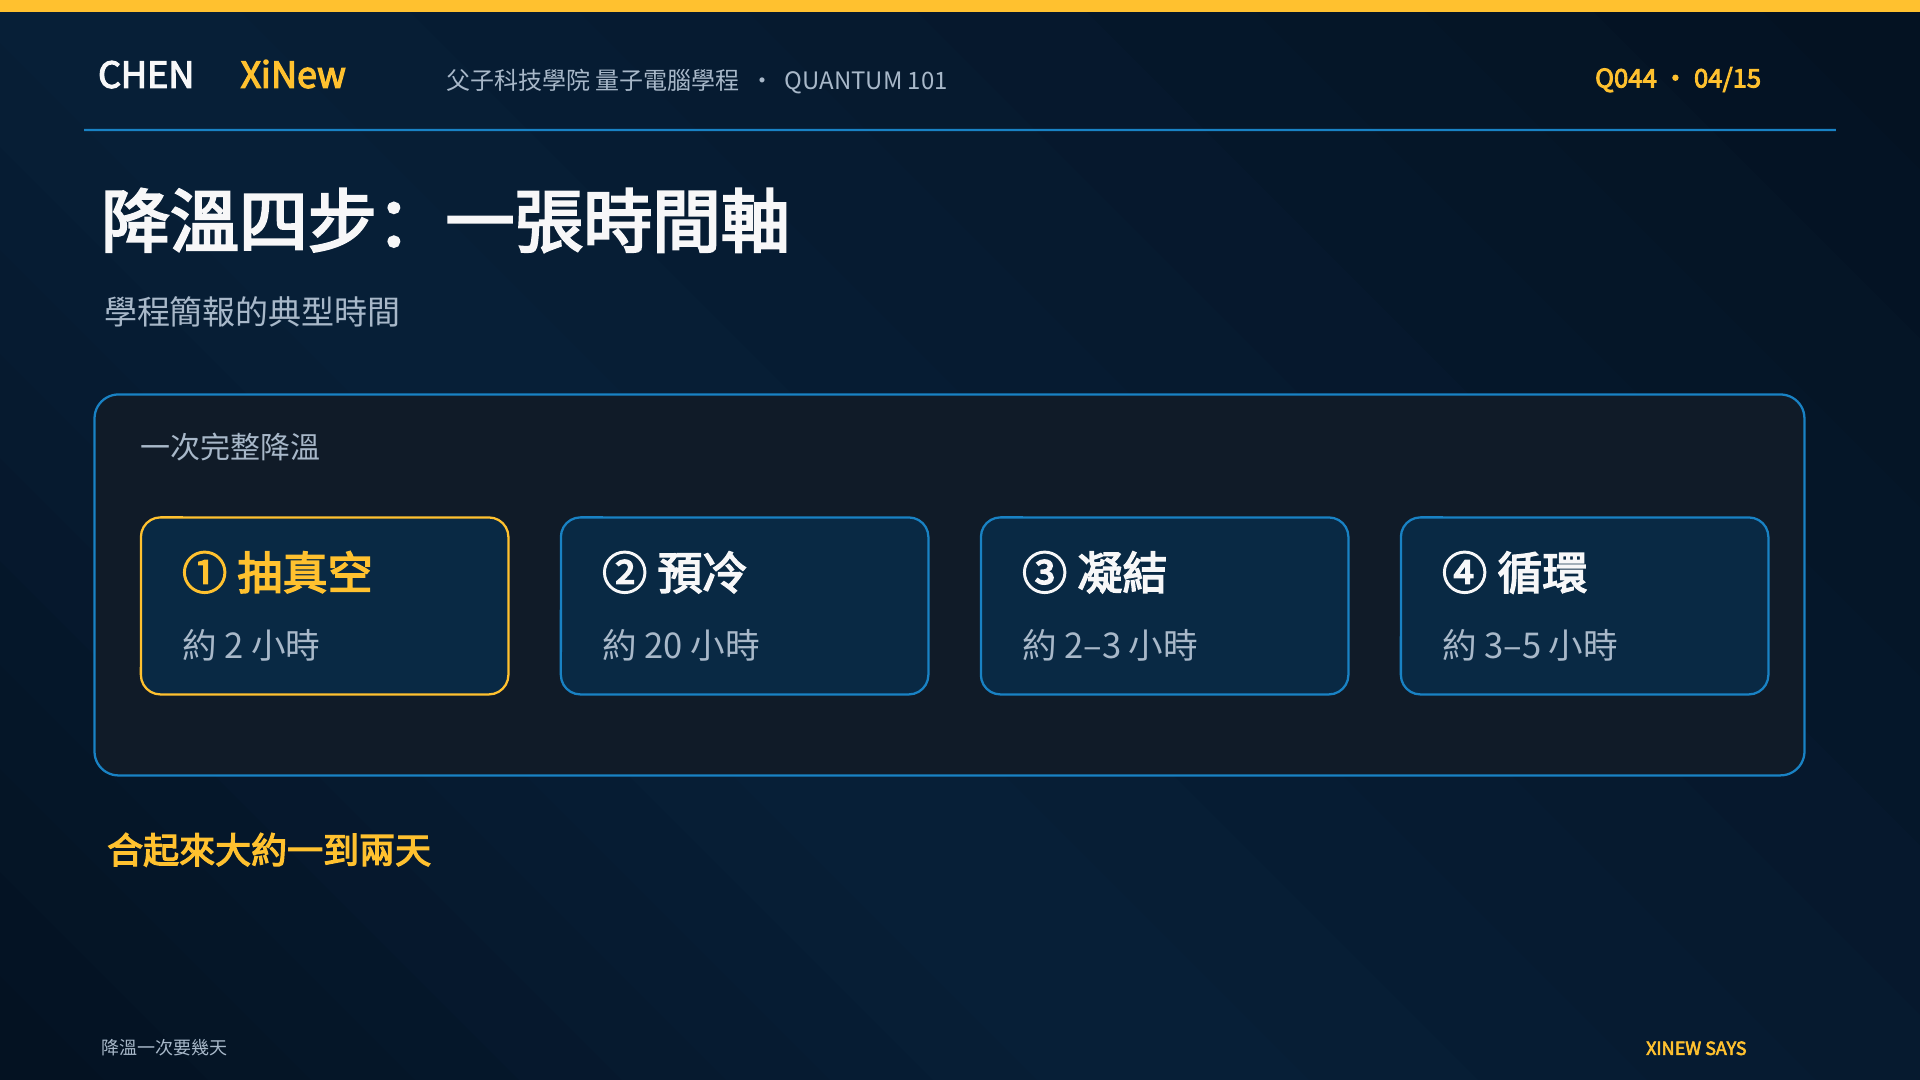 CHEN XiNew 父子科技學院 量子電腦學程 · QUANTUM 101 Q044 · 04/15
降溫四步：一張時間軸
學程簡報的典型時間
一次完整降溫
① 抽真空 ② 預冷 ③ 凝結 ④ 循環
約 2 小時 約 20 小時 約 2–3 小時 約 3–5 小時
合起來大約一到兩天
降溫一次要幾天 XINEW SAYS